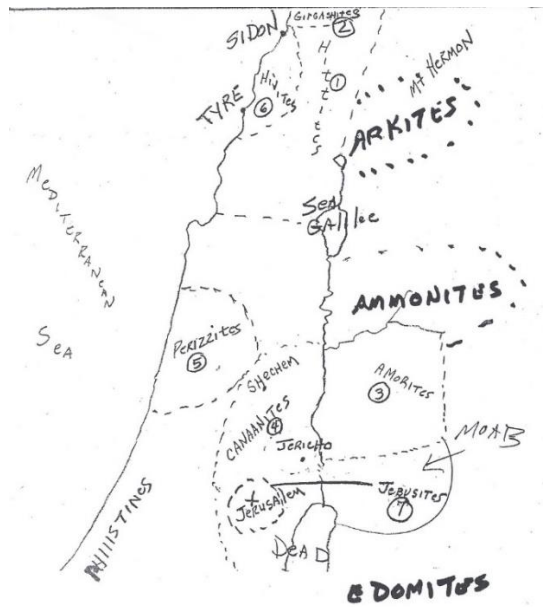 GIRGASHITES
②
SIDON
Hittites
①
HiVites
⑥
TYRE
MT HERMON
ARKITES
SeA
GAlilee
MeDiTERRANEAN
SeA
AMMONITES
PERIZZITES
⑤
SHechem
AMORITES
③
CANAANITES
④
JERICHO
MOAB
JeRUSAlem
JeBUSITES
⑦
DeAD
PHIlISTINES
eDOMITES